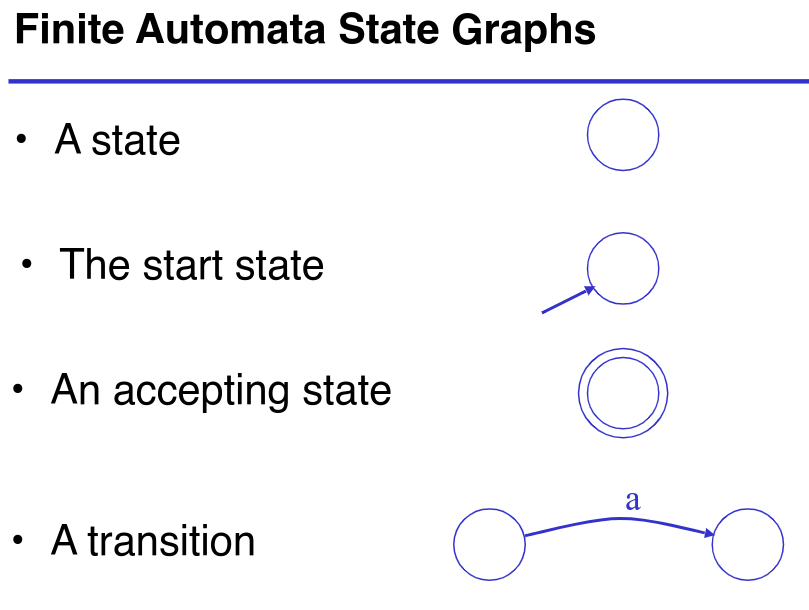 Finite Automata State Graphs
• A state
• The start state
• An accepting state
a
• A transition